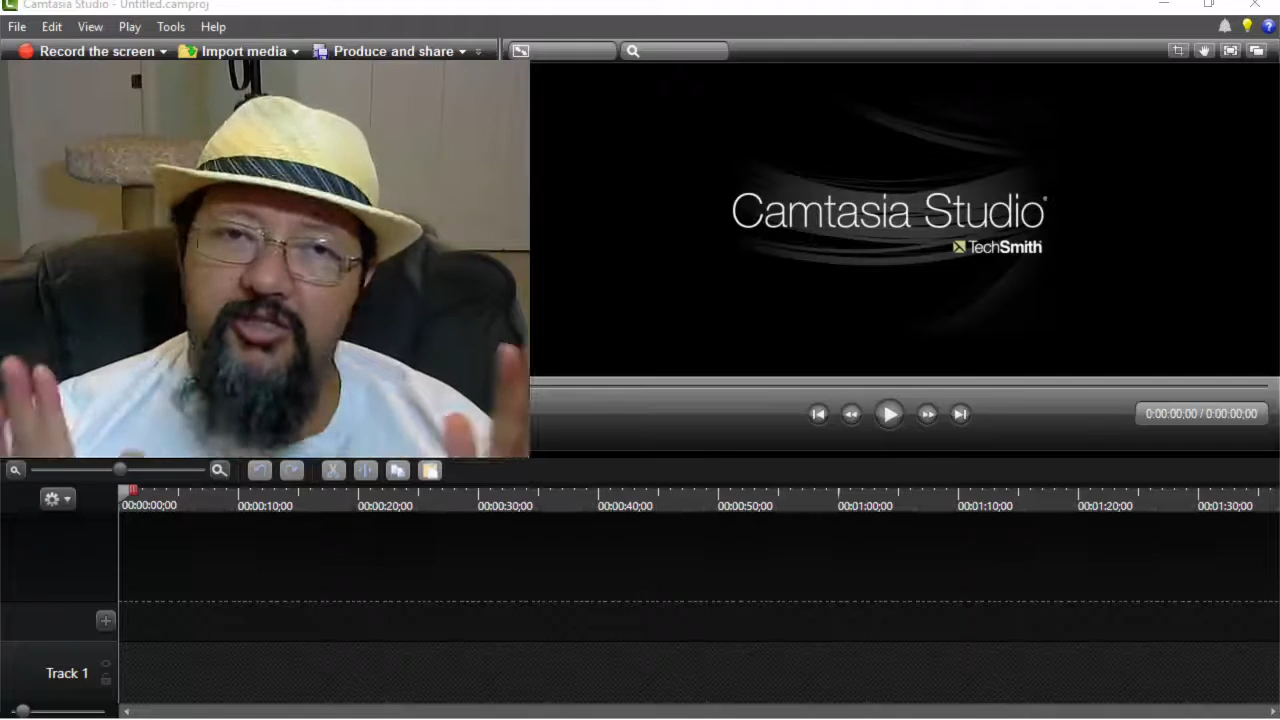 Camtasia Studio - Untitled.camproj
File Edit View Play Tools Help
Record the screen Import media Produce and share
Camtasia Studio®
TechSmith
0:00:00;00 / 0:00:00;00
00:00:00;00 00:00:10;00 00:00:20;00 00:00:30;00 00:00:40;00 00:00:50;00 00:01:00;00 00:01:10;00 00:01:20;00 00:01:30;00
Track 1